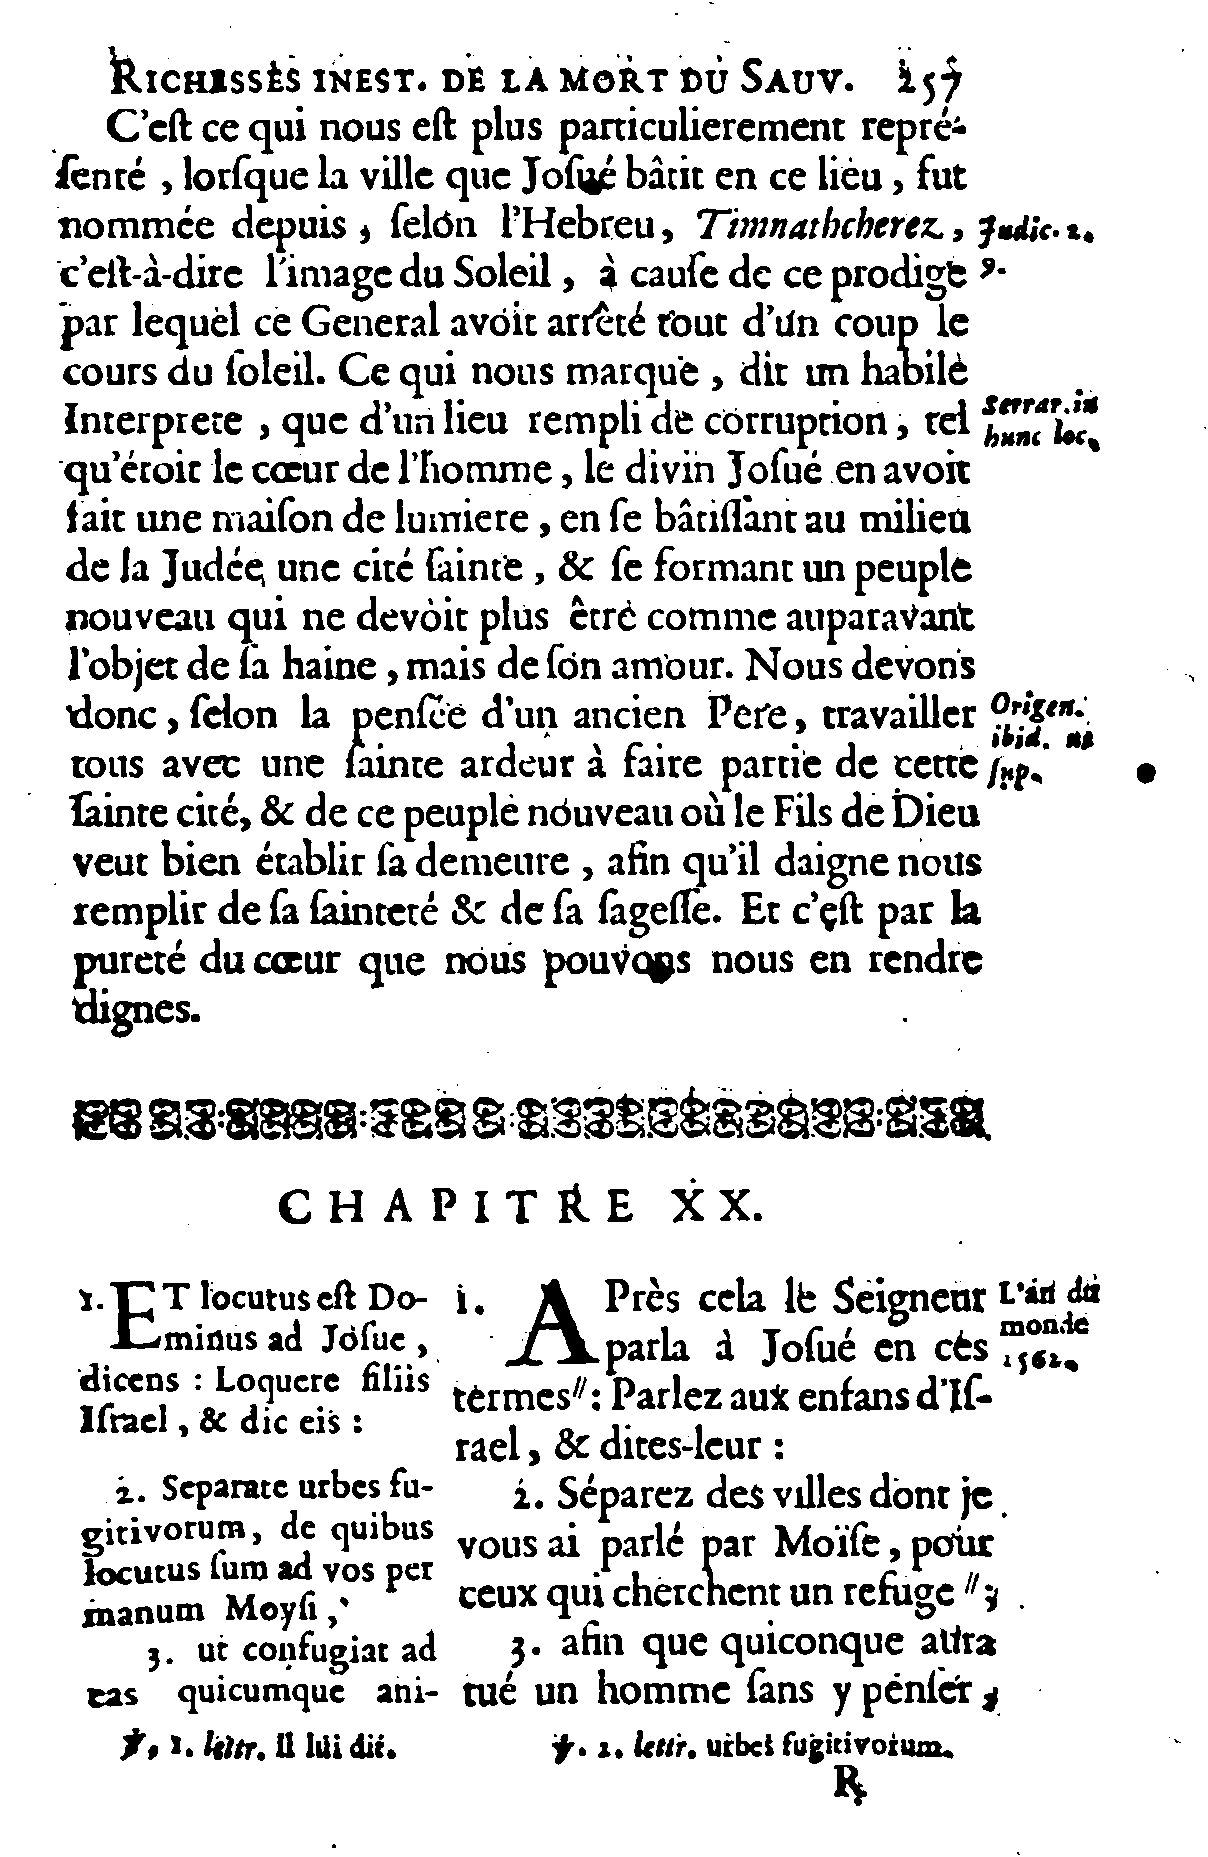 RICHESSES INEST. DE LA MORT DU SAUV. 257
C'eſt ce qui nous eſt plus particulierement repré-
ſenté, lorſque la ville que Joſué bâtit en ce lieu, fut
nommée depuis, ſelon l'Hebreu, Timnathcherez,
c'eſt-à-dire l'image du Soleil, à cauſe de ce prodige
par lequel ce General avoit arrêté tout d'un coup le
cours du ſoleil. Ce qui nous marque, dit un habile
Interprete, que d'un lieu rempli de corruption, tel
qu'étoit le cœur de l'homme, le divin Joſué en avoit
fait une maiſon de lumiere, en ſe bâtiſſant au milieu
de la Judée, une cité ſainte, & ſe formant un peuple
nouveau qui ne devoit plus être comme auparavant
l'objet de ſa haine, mais de ſon amour. Nous devons
donc, ſelon la penſée d'un ancien Pere, travailler
tous avec une ſainte ardeur à faire partie de cette
ſainte cité, & de ce peuple nouveau où le Fils de Dieu
veut bien établir ſa demeure, afin qu'il daigne nous
remplir de ſa ſainteté & de ſa ſageſſe. Et c'eſt par la
pureté du cœur que nous pouvons nous en rendre
dignes.
Judic. 2.
9.
Serrar. in
hunc loc.
Origen.
ibid. ut
ſup.
CHAPITRE XX.
1. ET locutus eſt Do-
minus ad Joſue,
dicens : Loquere filiis
Iſrael, & dic eis :
2. Separate urbes fu-
gitivorum, de quibus
locutus ſum ad vos per
manum Moyſi,
3. ut confugiat ad
eas quicumque ani-
1. APrès cela le Seigneur
parla à Joſué en ces
termes": Parlez aux enfans d'Iſ-
rael, & dites-leur :
2. Séparez des villes dont je
vous ai parlé par Moïſe, pour
ceux qui cherchent un refuge";
3. afin que quiconque aura
tué un homme ſans y penſer,
L'an du
monde
2561.
℣. 1. lettr. Il lui dit.
℣. 2. lettr. urbes fugitivorum.
R